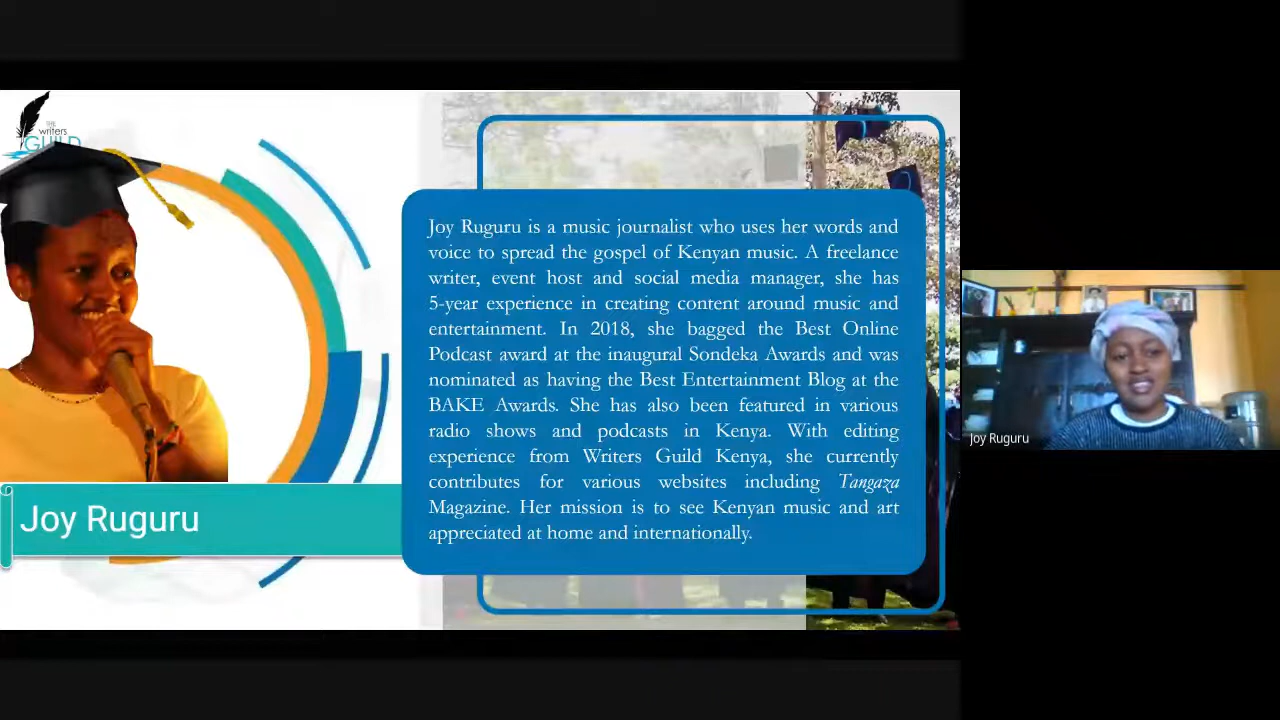 THE
writers
GUILD
Joy Ruguru is a music journalist who uses her words and
voice to spread the gospel of Kenyan music. A freelance
writer, event host and social media manager, she has
5-year experience in creating content around music and
entertainment. In 2018, she bagged the Best Online
Podcast award at the inaugural Sondeka Awards and was
nominated as having the Best Entertainment Blog at the
BAKE Awards. She has also been featured in various
radio shows and podcasts in Kenya. With editing
experience from Writers Guild Kenya, she currently
contributes for various websites including Tangaza
Magazine. Her mission is to see Kenyan music and art
appreciated at home and internationally.
Joy Ruguru
Joy Ruguru